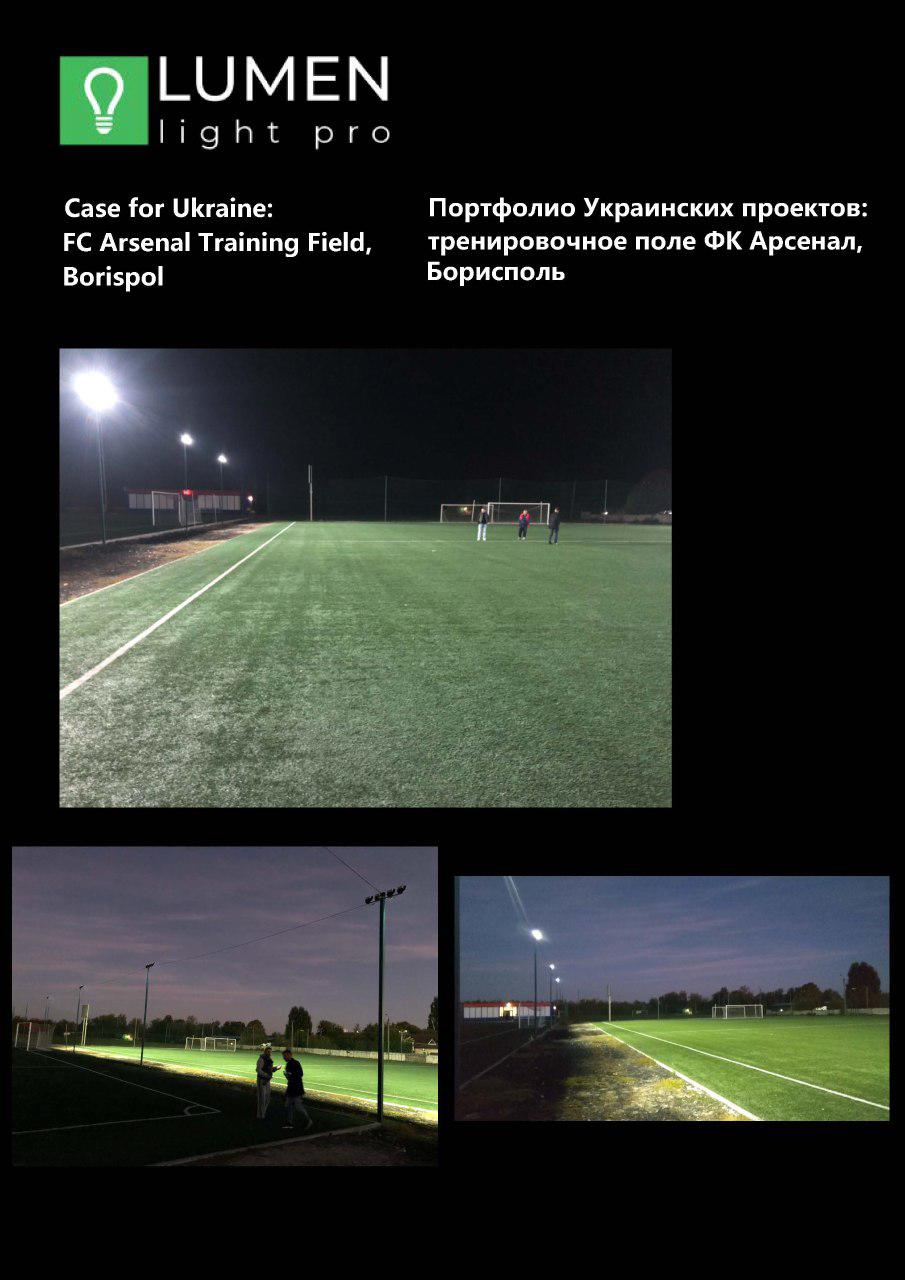 LUMEN
light pro
Case for Ukraine:
FC Arsenal Training Field,
Borispol
Портфолио Украинских проектов:
тренировочное поле ФК Арсенал,
Борисполь